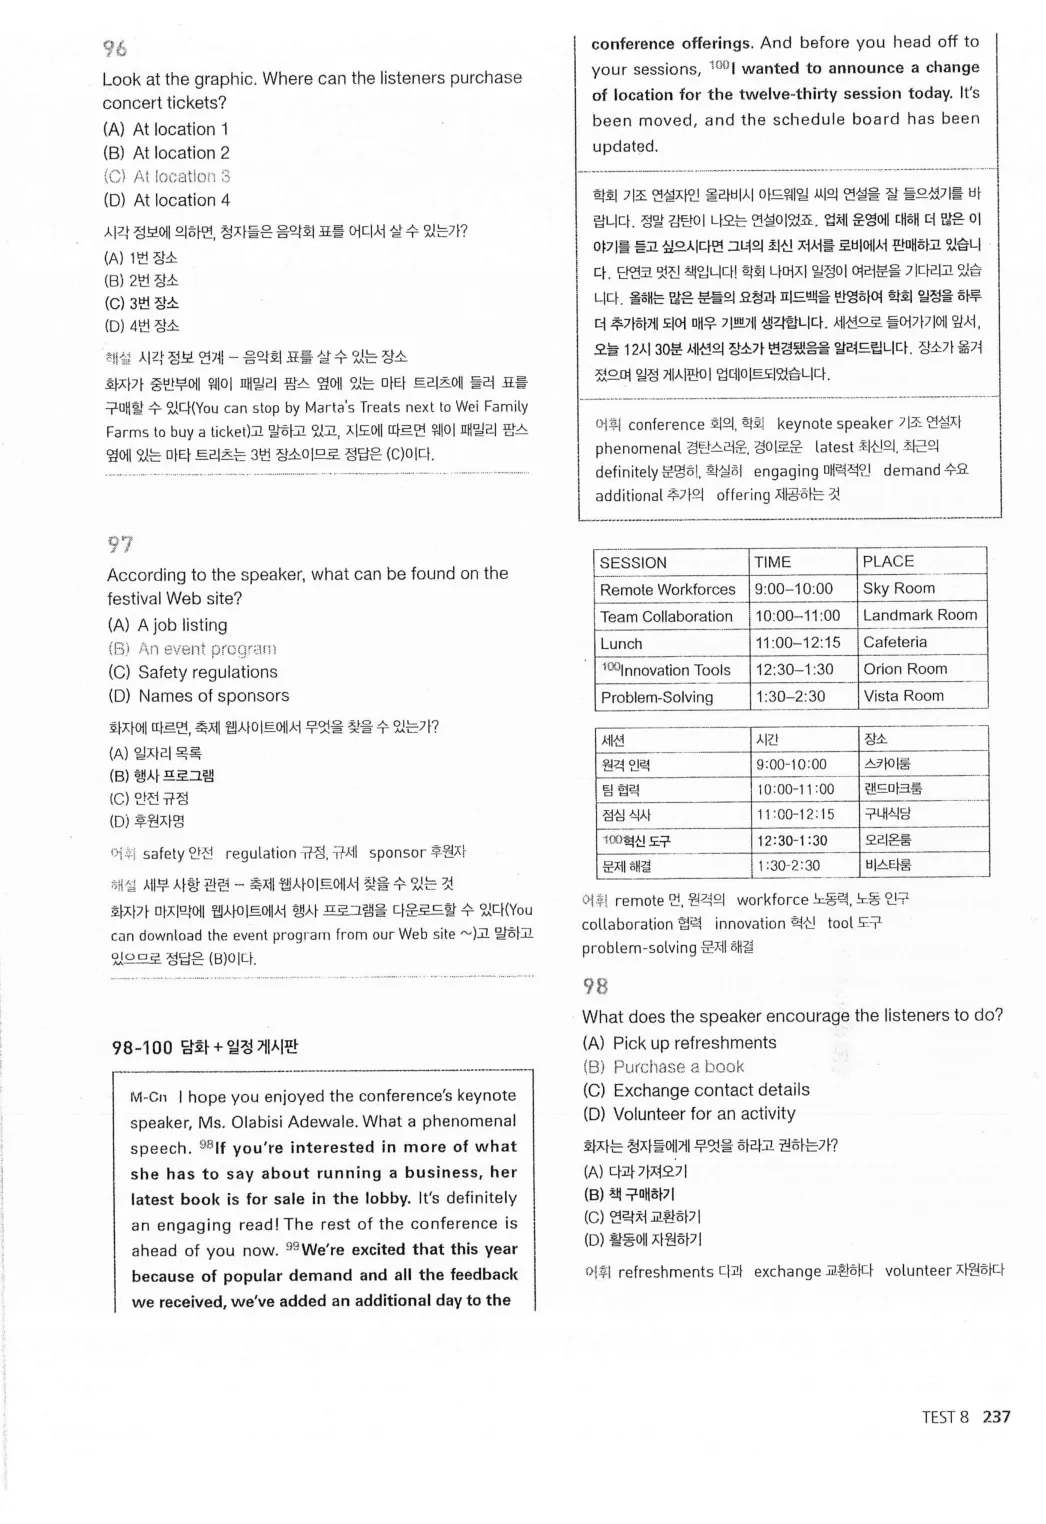 96
Look at the graphic. Where can the listeners purchase
concert tickets?
(A) At location 1
(B) At location 2
(C) At location 3
(D) At location 4
시각 정보에 의하면, 청자들은 음악회 표를 어디서 살 수 있는가?
(A) 1번 장소
(B) 2번 장소
(C) 3번 장소
(D) 4번 장소
해설 시각 정보 연계 – 음악회 표를 살 수 있는 장소
화자가 중반부에 웨이 패밀리 팜스 옆에 있는 마타 트리츠에 들러 표를
구매할 수 있다(You can stop by Marta's Treats next to Wei Family
Farms to buy a ticket)고 말하고 있고, 지도에 따르면 웨이 패밀리 팜스
옆에 있는 마타 트리츠는 3번 장소이므로 정답은 (C)이다.
97
According to the speaker, what can be found on the
festival Web site?
(A) A job listing
(B) An event program
(C) Safety regulations
(D) Names of sponsors
화자에 따르면, 축제 웹사이트에서 무엇을 찾을 수 있는가?
(A) 일자리 목록
(B) 행사 프로그램
(C) 안전 규정
(D) 후원자명
어휘 safety 안전 regulation 규정, 규제 sponsor 후원자
해설 세부 사항 관련 – 축제 웹사이트에서 찾을 수 있는 것
화자가 마지막에 웹사이트에서 행사 프로그램을 다운로드할 수 있다(You
can download the event program from our Web site ~)고 말하고
있으므로 정답은 (B)이다.
98-100 담화 + 일정 게시판
M-Cn I hope you enjoyed the conference's keynote
speaker, Ms. Olabisi Adewale. What a phenomenal
speech. 98If you're interested in more of what
she has to say about running a business, her
latest book is for sale in the lobby. It's definitely
an engaging read! The rest of the conference is
ahead of you now. 99We're excited that this year
because of popular demand and all the feedback
we received, we've added an additional day to the
conference offerings. And before you head off to
your sessions, 100I wanted to announce a change
of location for the twelve-thirty session today. It's
been moved, and the schedule board has been
updated.
학회 기조 연설자인 올라비시 아드웨일 씨의 연설을 잘 들으셨기를 바
랍니다. 정말 감탄이 나오는 연설이었죠. 업체 운영에 대해 더 많은 이
야기를 듣고 싶으시다면 그녀의 최신 저서를 로비에서 판매하고 있습니
다. 단연코 멋진 책입니다! 학회 나머지 일정이 여러분을 기다리고 있습
니다. 올해는 많은 분들의 요청과 피드백을 반영하여 학회 일정을 하루
더 추가하게 되어 매우 기쁘게 생각합니다. 세션으로 들어가기에 앞서,
오늘 12시 30분 세션의 장소가 변경됐음을 알려드립니다. 장소가 옮겨
졌으며 일정 게시판이 업데이트되었습니다.
어휘 conference 회의, 학회 keynote speaker 기조 연설자
phenomenal 경탄스러운, 경이로운 latest 최신의, 최근의
definitely 분명히, 확실히 engaging 매력적인 demand 수요
additional 추가의 offering 제공하는 것
SESSION TIME PLACE
Remote Workforces 9:00–10:00 Sky Room
Team Collaboration 10:00–11:00 Landmark Room
Lunch 11:00–12:15 Cafeteria
100Innovation Tools 12:30–1:30 Orion Room
Problem-Solving 1:30–2:30 Vista Room
세션 시간 장소
원격 인력 9:00-10:00 스카이룸
팀 협력 10:00-11:00 랜드마크룸
점심 식사 11:00-12:15 구내식당
100혁신 도구 12:30-1:30 오리온룸
문제 해결 1:30-2:30 비스타룸
어휘 remote 먼, 원격의 workforce 노동력, 노동 인구
collaboration 협력 innovation 혁신 tool 도구
problem-solving 문제 해결
98
What does the speaker encourage the listeners to do?
(A) Pick up refreshments
(B) Purchase a book
(C) Exchange contact details
(D) Volunteer for an activity
화자는 청자들에게 무엇을 하라고 권하는가?
(A) 다과 가져오기
(B) 책 구매하기
(C) 연락처 교환하기
(D) 활동에 자원하기
어휘 refreshments 다과 exchange 교환하다 volunteer 자원하다
TEST 8 237